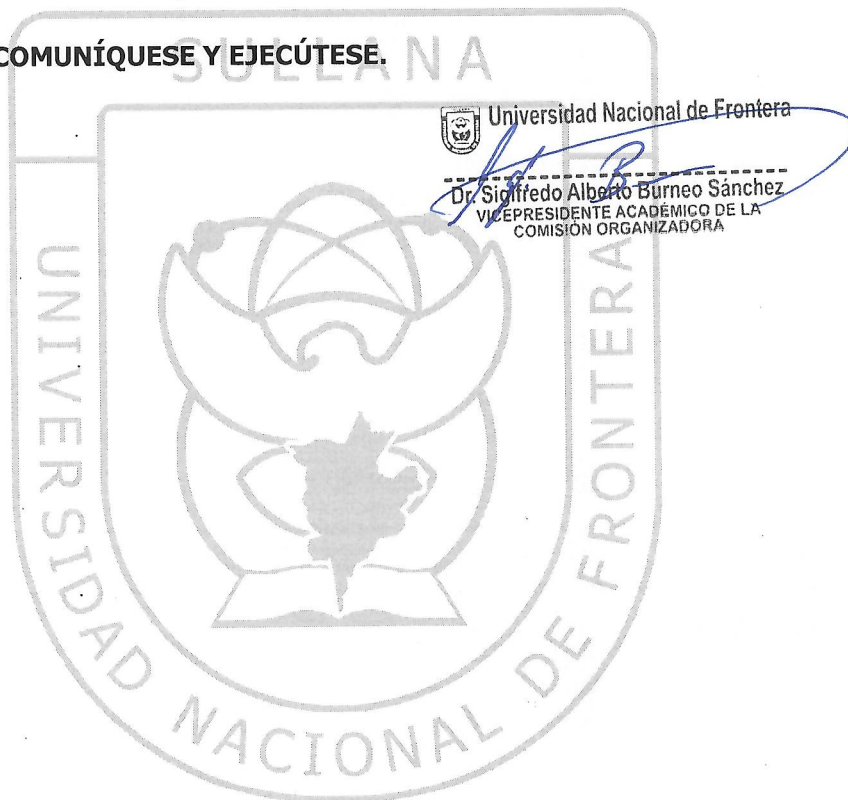 COMUNÍQUESE Y EJECÚTESE.
SULLANA
Universidad Nacional de Frontera
Dr. Sigifredo Alberto Burneo Sánchez
VICEPRESIDENTE ACADÉMICO DE LA
COMISIÓN ORGANIZADORA
UNIVERSIDAD NACIONAL DE FRONTERA